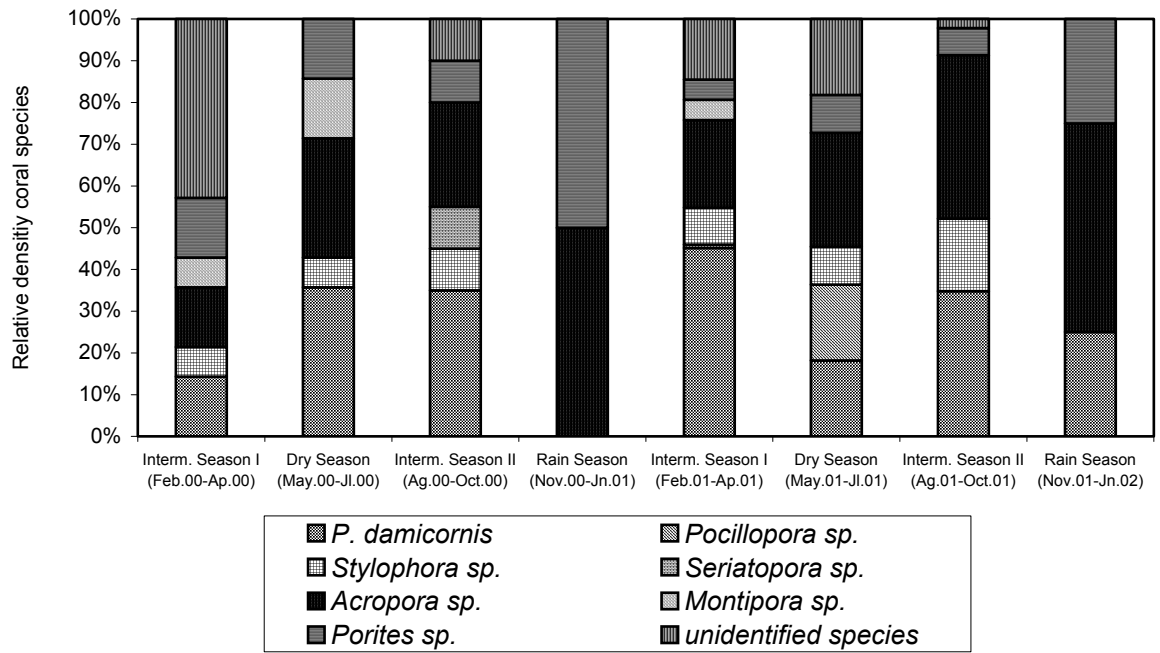 100%
90%
80%
70%
60%
50%
40%
30%
20%
10%
0%
Relative densitiy coral species
Interm. Season I
(Feb.00-Ap.00)
Dry Season
(May.00-Jl.00)
Interm. Season II
(Ag.00-Oct.00)
Rain Season
(Nov.00-Jn.01)
Interm. Season I
(Feb.01-Ap.01)
Dry Season
(May.01-Jl.01)
Interm. Season II
(Ag.01-Oct.01)
Rain Season
(Nov.01-Jn.02)
P. damicornis
Pocillopora sp.
Stylophora sp.
Seriatopora sp.
Acropora sp.
Montipora sp.
Porites sp.
unidentified species